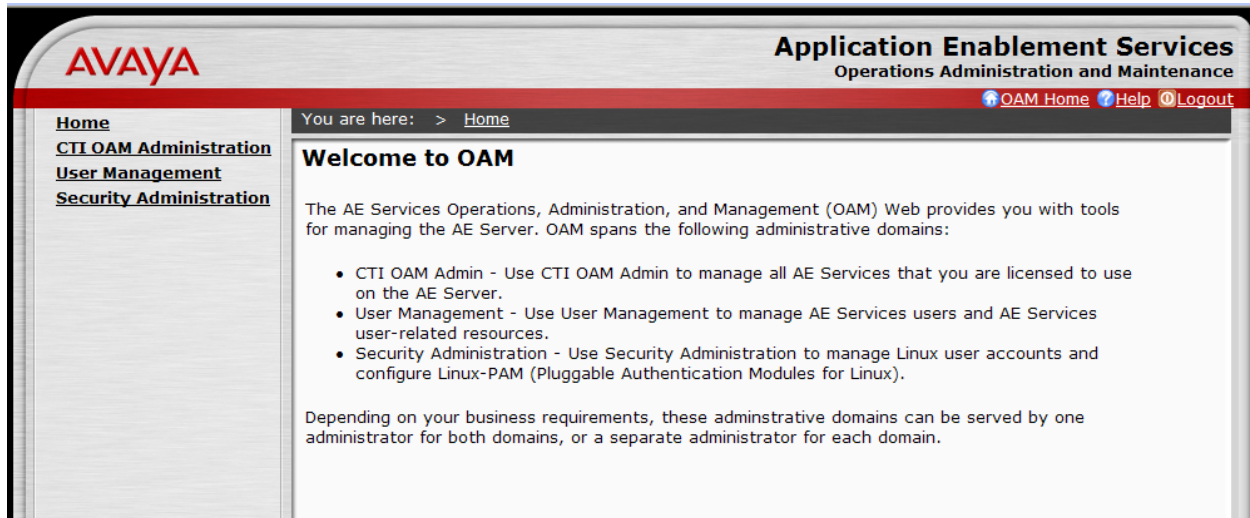 AVAYA
Application Enablement Services
Operations Administration and Maintenance
OAM Home Help Logout
Home
CTI OAM Administration
User Management
Security Administration
You are here: > Home
Welcome to OAM
The AE Services Operations, Administration, and Management (OAM) Web provides you with tools
for managing the AE Server. OAM spans the following administrative domains:
• CTI OAM Admin - Use CTI OAM Admin to manage all AE Services that you are licensed to use
on the AE Server.
• User Management - Use User Management to manage AE Services users and AE Services
user-related resources.
• Security Administration - Use Security Administration to manage Linux user accounts and
configure Linux-PAM (Pluggable Authentication Modules for Linux).
Depending on your business requirements, these adminstrative domains can be served by one
administrator for both domains, or a separate administrator for each domain.